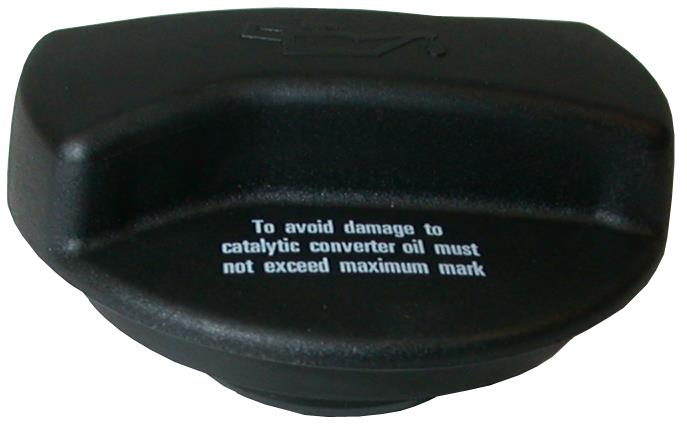 To avoid damage to
catalytic converter oil must
not exceed maximum mark